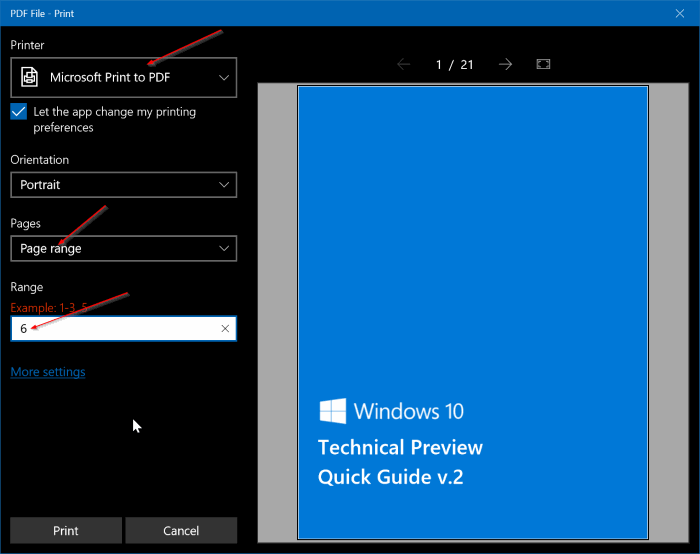 PDF File - Print
Printer
Microsoft Print to PDF
Let the app change my printing
preferences
Orientation
Portrait
Pages
Page range
Range
Example: 1-3, 5
6
More settings
Print
Cancel
1 / 21
Windows 10
Technical Preview
Quick Guide v.2